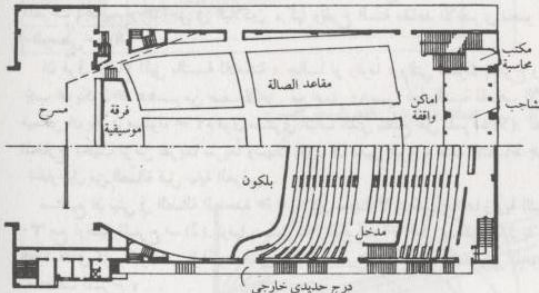 مكتب
محاسبة
مقاعد الصالة
شاجب
اماكن
واقفة
فرقة
موسيقية
مسرح
بلكون
مدخل
درج حديدي خارجي